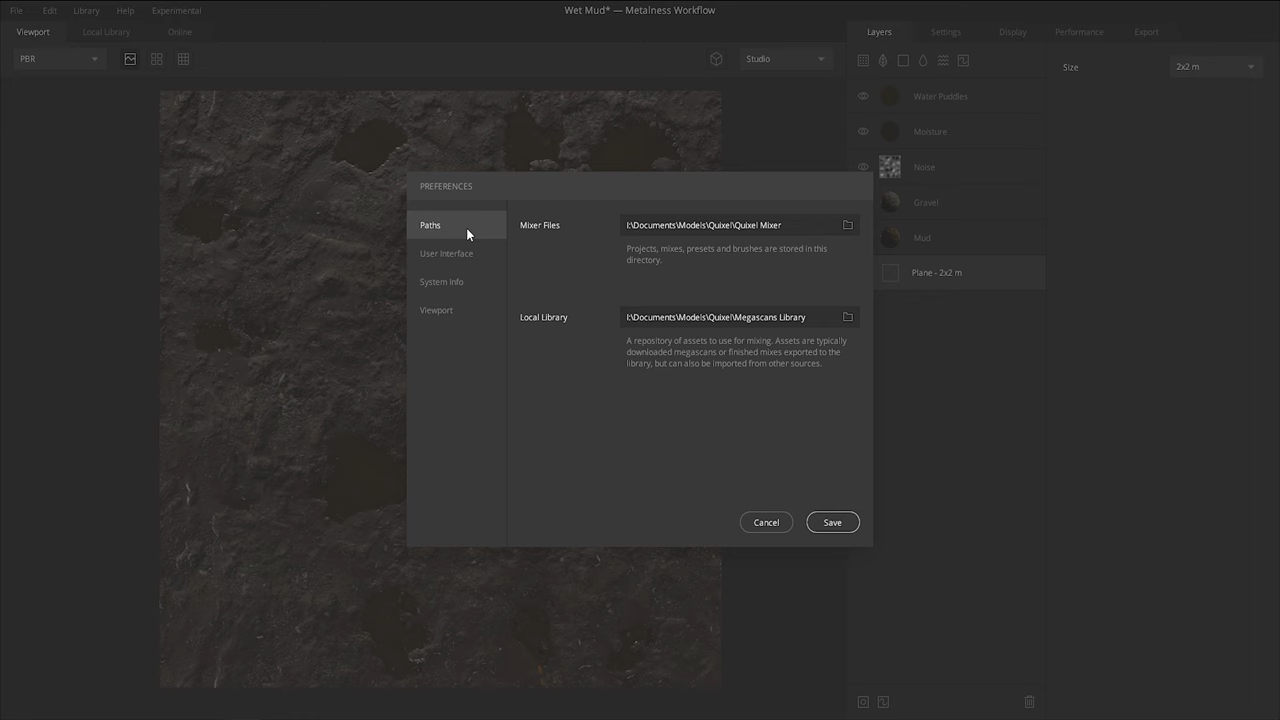 File Edit Library Help Experimental
Wet Mud* — Metalness Workflow
Viewport Local Library Online
Layers Settings Display Performance Export
PBR
Studio
Size 2x2 m
Water Puddles
Moisture
Noise
Gravel
Mud
Plane - 2x2 m
PREFERENCES
Paths
User Interface
System Info
Viewport
Mixer Files
I:\Documents\Models\Quixel\Quixel Mixer
Projects, mixes, presets and brushes are stored in this
directory.
Local Library
I:\Documents\Models\Quixel\Megascans Library
A repository of assets to use for mixing. Assets are typically
downloaded megascans or finished mixes exported to the
library, but can also be imported from other sources.
Cancel Save